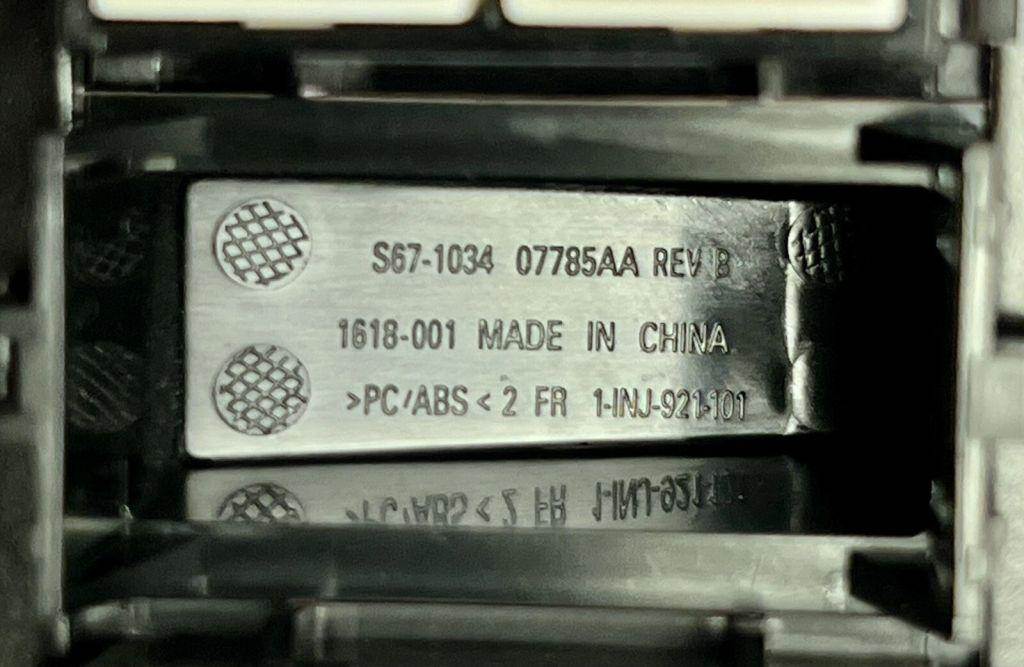 S67-1034 07785AA REV B
1618-001 MADE IN CHINA
>PC/ABS< 2 FR 1-INJ-921-101